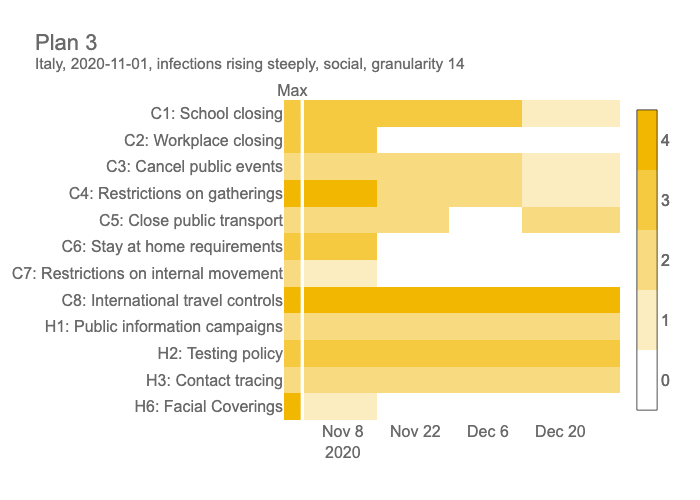 Plan 3
Italy, 2020-11-01, infections rising steeply, social, granularity 14
Max
C1: School closing
C2: Workplace closing
C3: Cancel public events
C4: Restrictions on gatherings
C5: Close public transport
C6: Stay at home requirements
C7: Restrictions on internal movement
C8: International travel controls
H1: Public information campaigns
H2: Testing policy
H3: Contact tracing
H6: Facial Coverings
Nov 8 Nov 22 Dec 6 Dec 20
2020
4
3
2
1
0